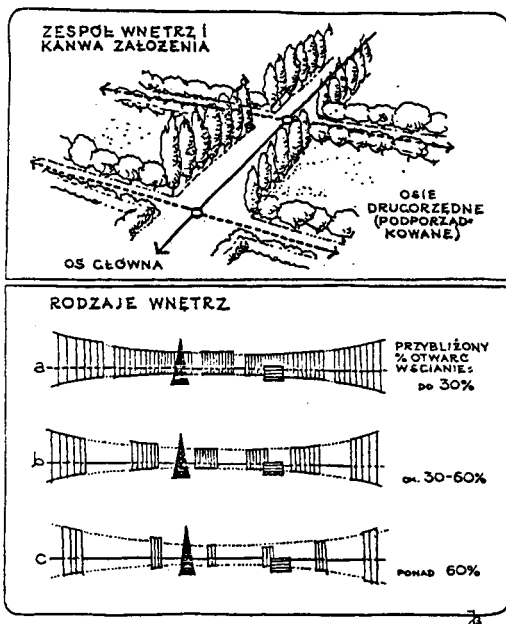 ZESPÓŁ WNĘTRZ I
KANWA ZAŁOŻENIA
OSIE
DRUGORZĘDNE
(PODPORZĄD-
KOWANE)
OŚ GŁÓWNA
RODZAJE WNĘTRZ
PRZYBLIŻONY
% OTWARĆ
W ŚCIANIE:
a
DO 30%
b
OK. 30-60%
c
PONAD 60%